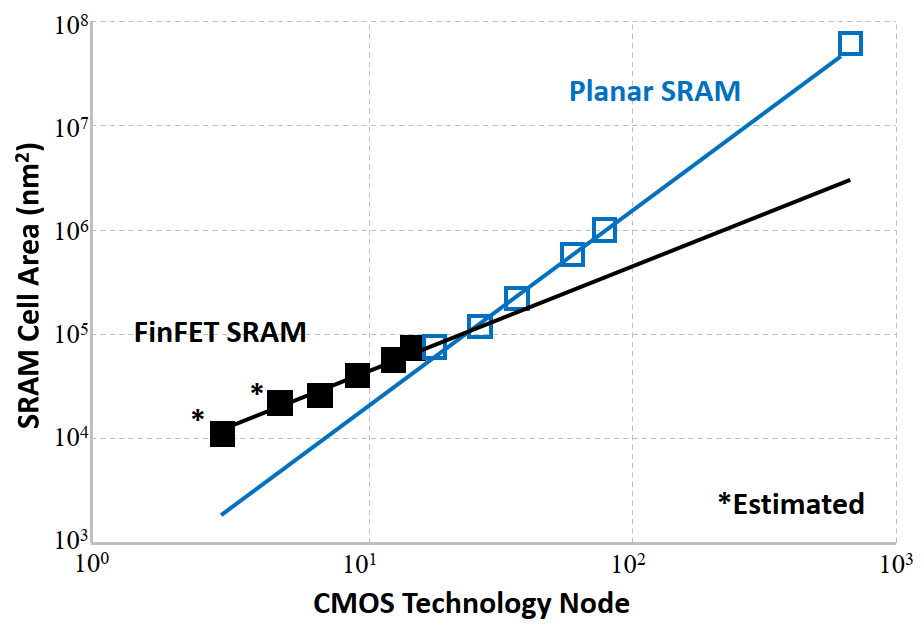 10⁸
Planar SRAM
10⁷
10⁶
SRAM Cell Area (nm²)
FinFET SRAM
10⁵
*
*
10⁴
*Estimated
10³
10⁰ 10¹ 10² 10³
CMOS Technology Node